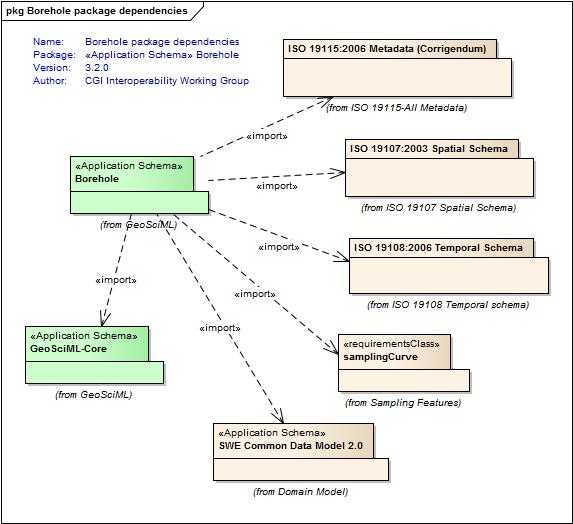 pkg Borehole package dependencies
Name: Borehole package dependencies
Package: «Application Schema» Borehole
Version: 3.2.0
Author: CGI Interoperability Working Group
ISO 19115:2006 Metadata (Corrigendum)
(from ISO 19115-All Metadata)
«import»
ISO 19107:2003 Spatial Schema
(from ISO 19107 Spatial Schema)
«Application Schema»
Borehole
(from GeoSciML)
«import»
«import»
ISO 19108:2006 Temporal Schema
(from ISO 19108 Temporal schema)
«import»
«import»
«import»
«Application Schema»
GeoSciML-Core
(from GeoSciML)
«requirementsClass»
samplingCurve
(from Sampling Features)
«Application Schema»
SWE Common Data Model 2.0
(from Domain Model)